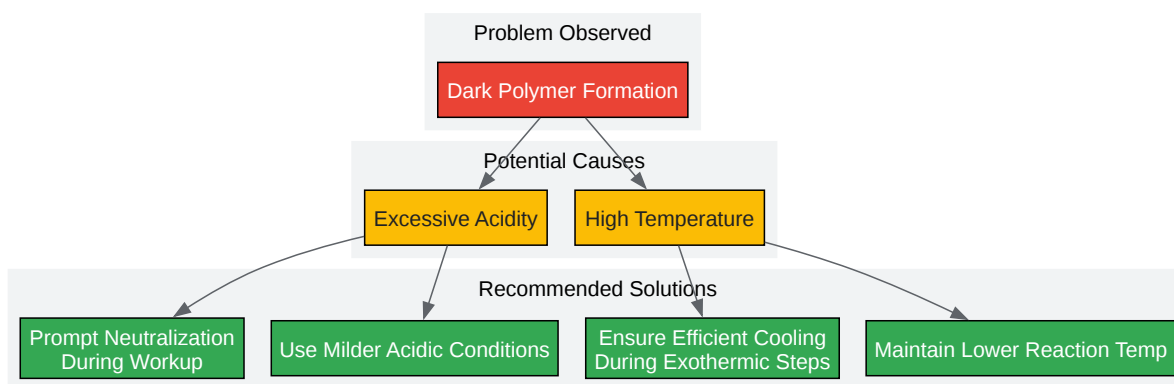 Problem Observed
Dark Polymer Formation
Potential Causes
Excessive Acidity
High Temperature
Recommended Solutions
Prompt Neutralization
During Workup
Use Milder Acidic Conditions
Ensure Efficient Cooling
During Exothermic Steps
Maintain Lower Reaction Temp